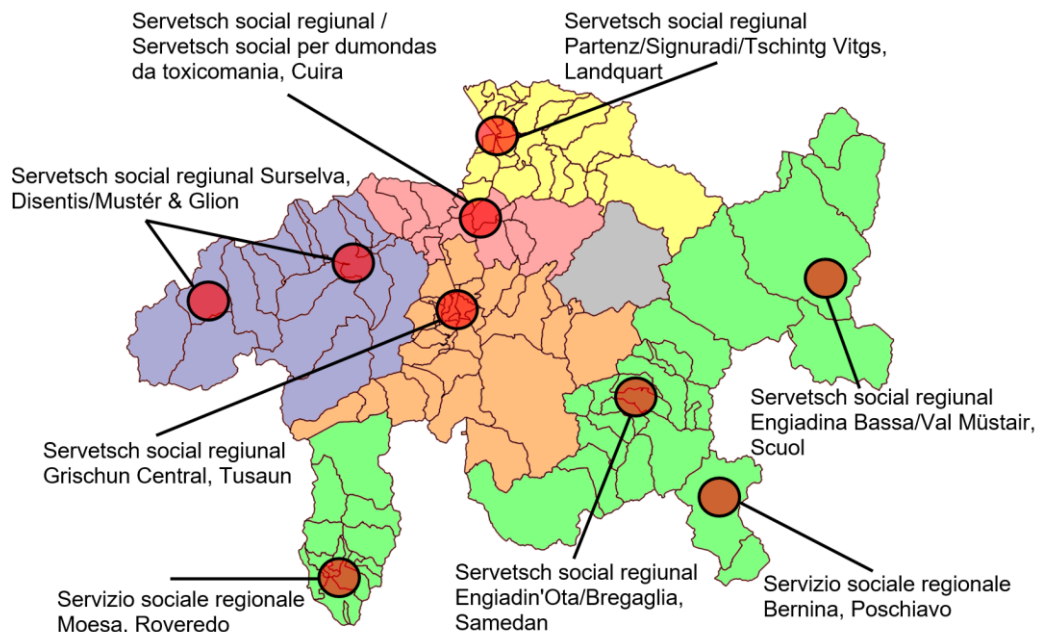 Servetsch social regiunal /
Servetsch social per dumondas
da toxicomania, Cuira
Servetsch social regiunal
Partenz/Signuradi/Tschintg Vitgs,
Landquart
Servetsch social regiunal Surselva,
Disentis/Mustér & Glion
Servetsch social regiunal
Engiadina Bassa/Val Müstair,
Scuol
Servetsch social regiunal
Grischun Central, Tusaun
Servetsch social regiunal
Engiadin'Ota/Bregaglia,
Samedan
Servizio sociale regionale
Bernina, Poschiavo
Servizio sociale regionale
Moesa, Roveredo